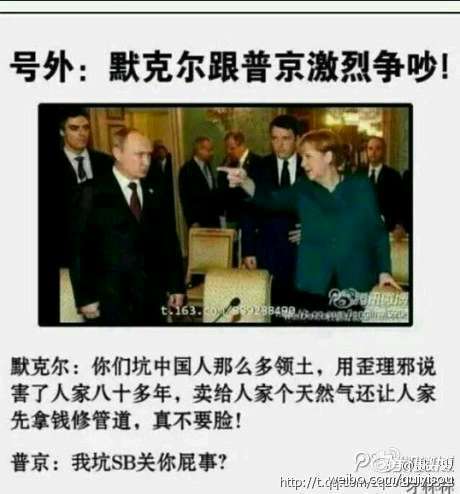 号外：默克尔跟普京激烈争吵！
t.163.com/
默克尔：你们坑中国人那么多领土，用歪理邪说
害了人家八十多年，卖给人家个天然气还让人家
先拿钱修管道，真不要脸！
普京：我坑SB关你屁事？
weibo.com/guiyisou